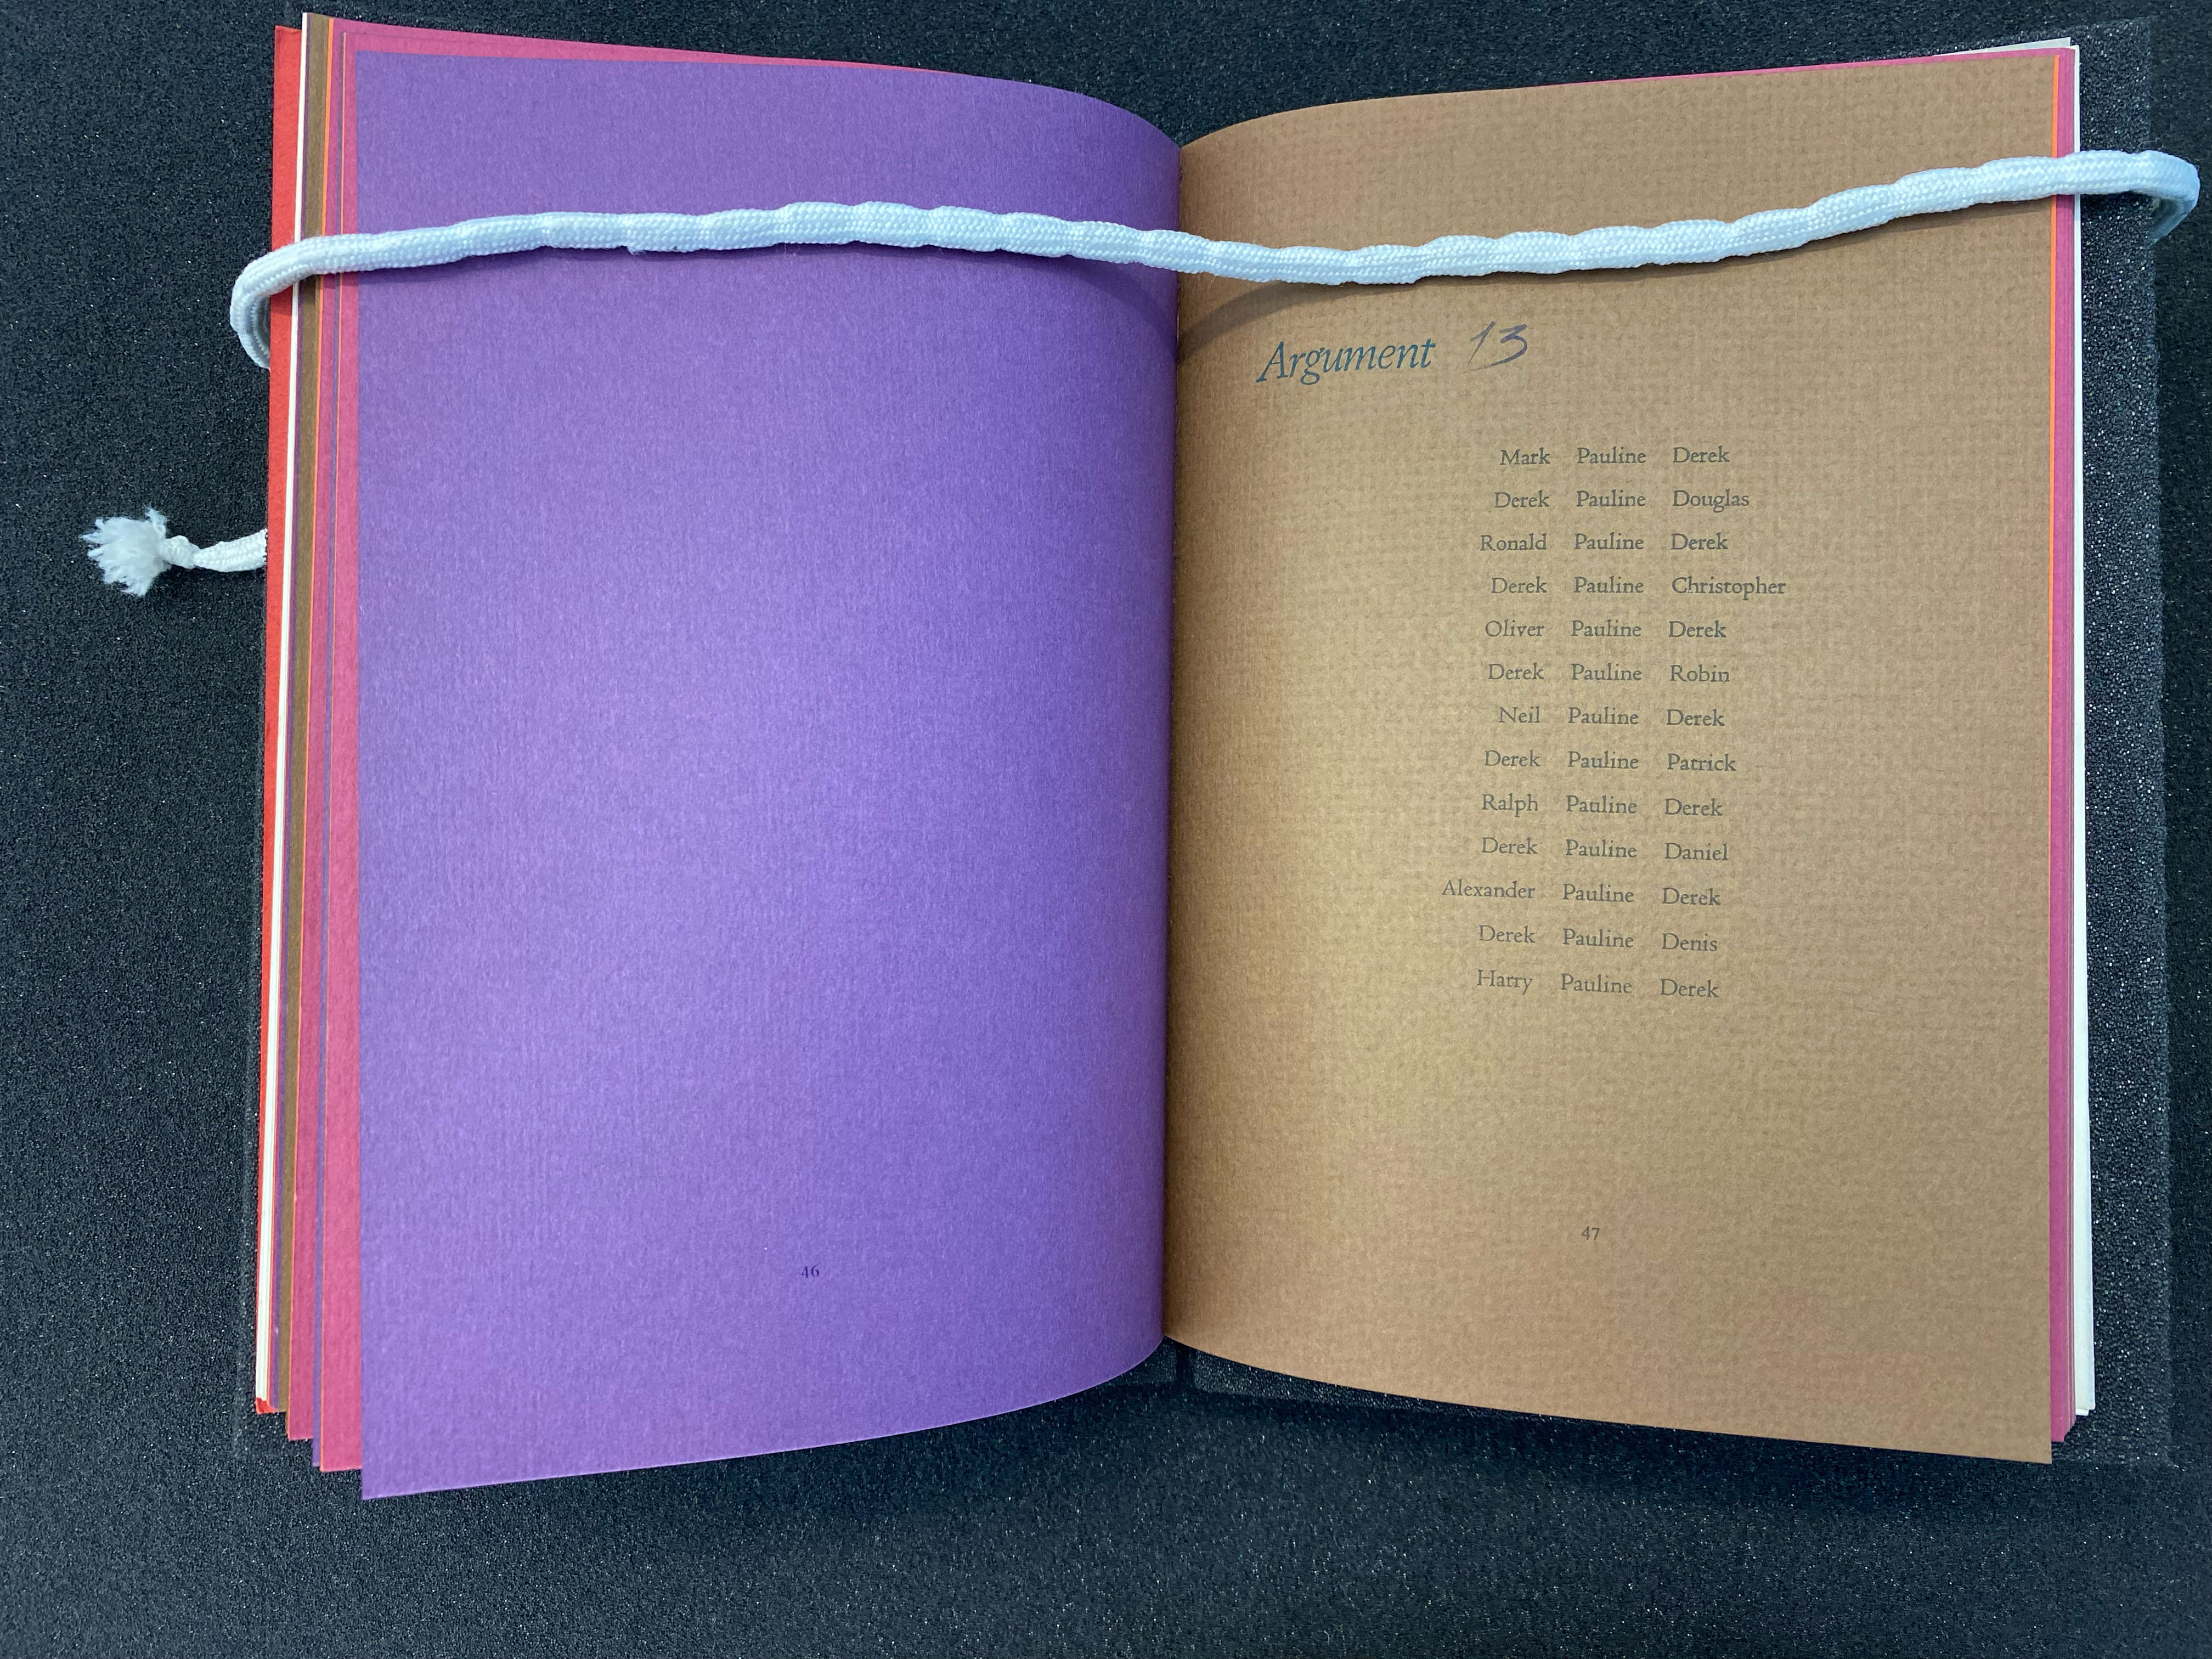 46
Argument 13
Mark Pauline Derek
Derek Pauline Douglas
Ronald Pauline Derek
Derek Pauline Christopher
Oliver Pauline Derek
Derek Pauline Robin
Neil Pauline Derek
Derek Pauline Patrick
Ralph Pauline Derek
Derek Pauline Daniel
Alexander Pauline Derek
Derek Pauline Denis
Harry Pauline Derek
47